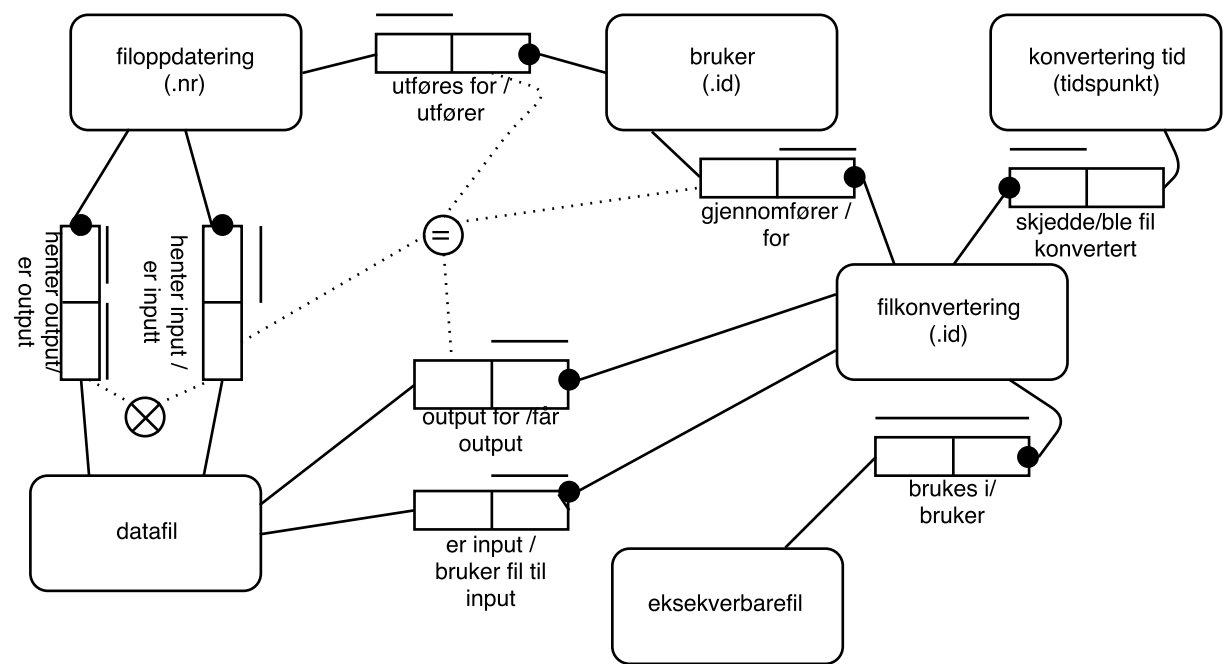 filoppdatering
(.nr)
utføres for /
utfører
bruker
(.id)
konvertering tid
(tidspunkt)
gjennomfører /
for
skjedde/ble fil
konvertert
henter output/
er output
henter input /
er inputt
=
filkonvertering
(.id)
output for /får
output
brukes i/
bruker
datafil
er input /
bruker fil til
input
eksekverbarefil